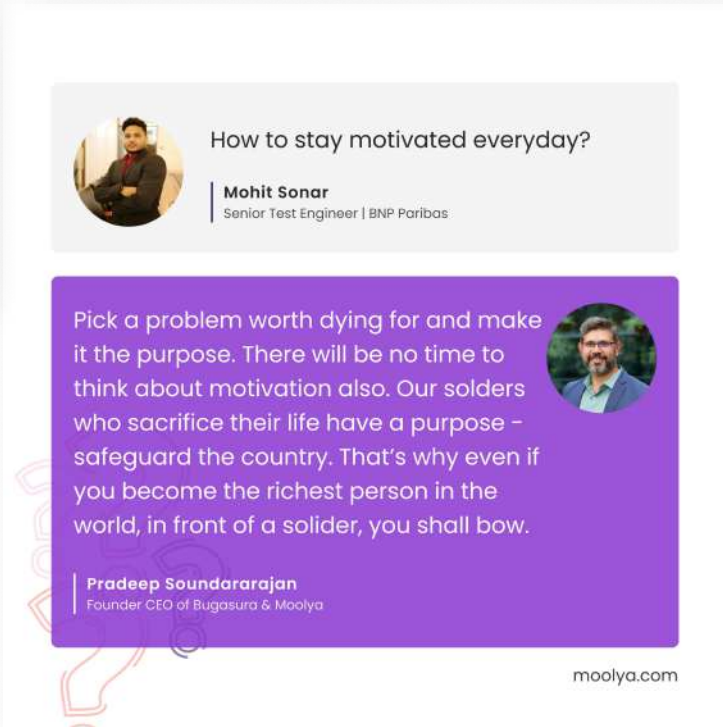 How to stay motivated everyday?
Mohit Sonar
Senior Test Engineer | BNP Paribas
Pick a problem worth dying for and make
it the purpose. There will be no time to
think about motivation also. Our solders
who sacrifice their life have a purpose -
safeguard the country. That's why even if
you become the richest person in the
world, in front of a solider, you shall bow.
Pradeep Soundararajan
Founder CEO of Bugasura & Moolya
moolya.com